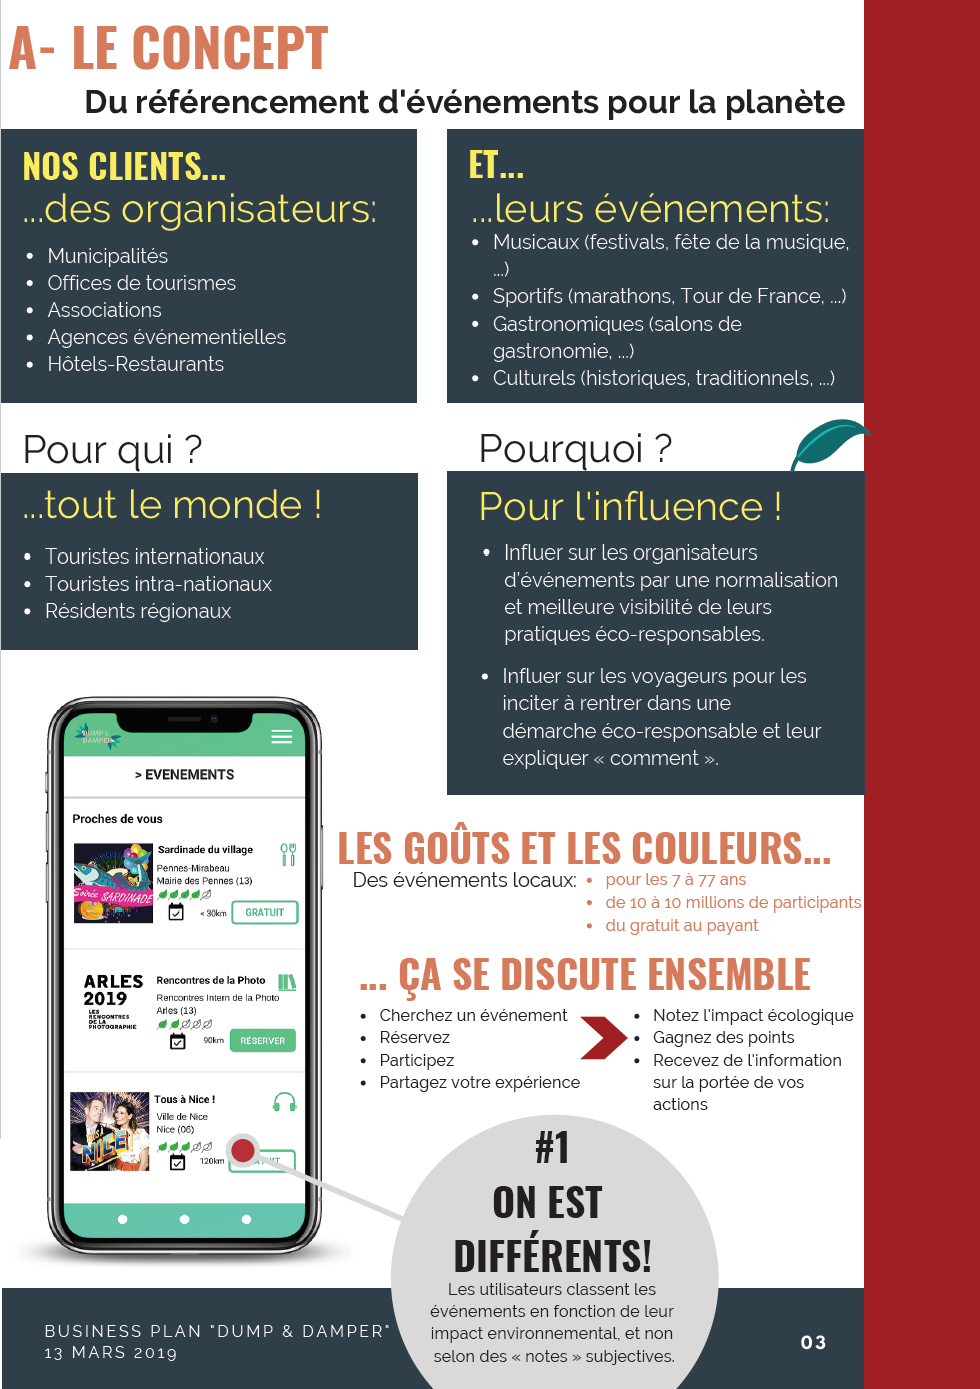 A- LE CONCEPT
Du référencement d'événements pour la planète
NOS CLIENTS...
...des organisateurs:
• Municipalités
• Offices de tourismes
• Associations
• Agences événementielles
• Hôtels-Restaurants
ET...
...leurs événements:
• Musicaux (festivals, fête de la musique,
...)
• Sportifs (marathons, Tour de France, ...)
• Gastronomiques (salons de
gastronomie, ...)
• Culturels (historiques, traditionnels, ...)
Pour qui ?
...tout le monde !
• Touristes internationaux
• Touristes intra-nationaux
• Résidents régionaux
Pourquoi ?
Pour l'influence !
• Influer sur les organisateurs
d'événements par une normalisation
et meilleure visibilité de leurs
pratiques éco-responsables.
• Influer sur les voyageurs pour les
inciter à rentrer dans une
démarche éco-responsable et leur
expliquer « comment ».
DUMP &
DAMPER
> EVENEMENTS
Proches de vous
Soirée SARDINADE
Sardinade du village
Pennes-Mirabeau
Mairie des Pennes (13)
< 30km
GRATUIT
ARLES
2019
LES
RENCONTRES
DE LA
PHOTOGRAPHIE
Rencontres de la Photo
Rencontres Intern de la Photo
Arles (13)
90km
RÉSERVER
NICE
Tous à Nice !
Ville de Nice
Nice (06)
120km
LES GOÛTS ET LES COULEURS...
Des événements locaux:
• pour les 7 à 77 ans
• de 10 à 10 millions de participants
• du gratuit au payant
... ÇA SE DISCUTE ENSEMBLE
• Cherchez un événement
• Réservez
• Participez
• Partagez votre expérience
• Notez l'impact écologique
• Gagnez des points
• Recevez de l'information
sur la portée de vos
actions
#1
ON EST
DIFFÉRENTS!
Les utilisateurs classent les
événements en fonction de leur
impact environnemental, et non
selon des « notes » subjectives.
BUSINESS PLAN "DUMP & DAMPER"
13 MARS 2019
03